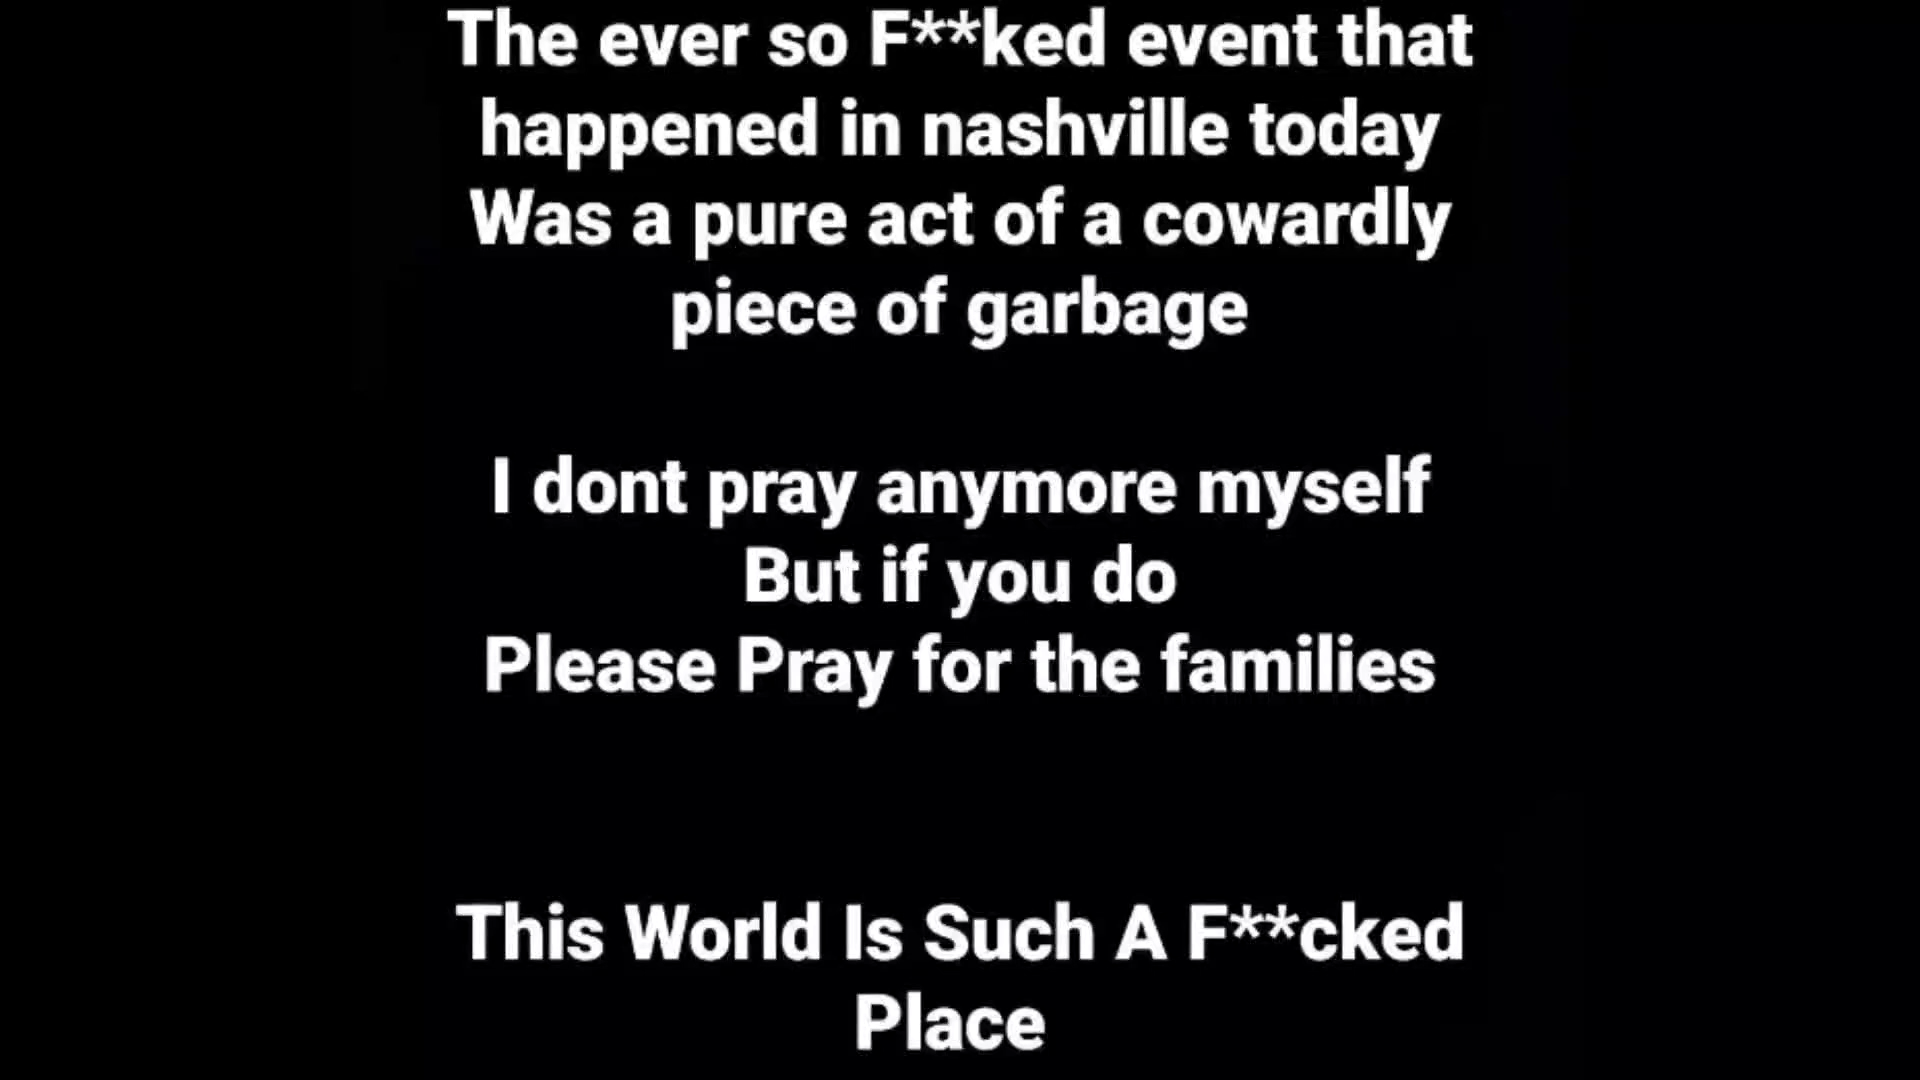 The ever so F**ked event that
happened in nashville today
Was a pure act of a cowardly
piece of garbage
I dont pray anymore myself
But if you do
Please Pray for the families
This World Is Such A F**cked
Place